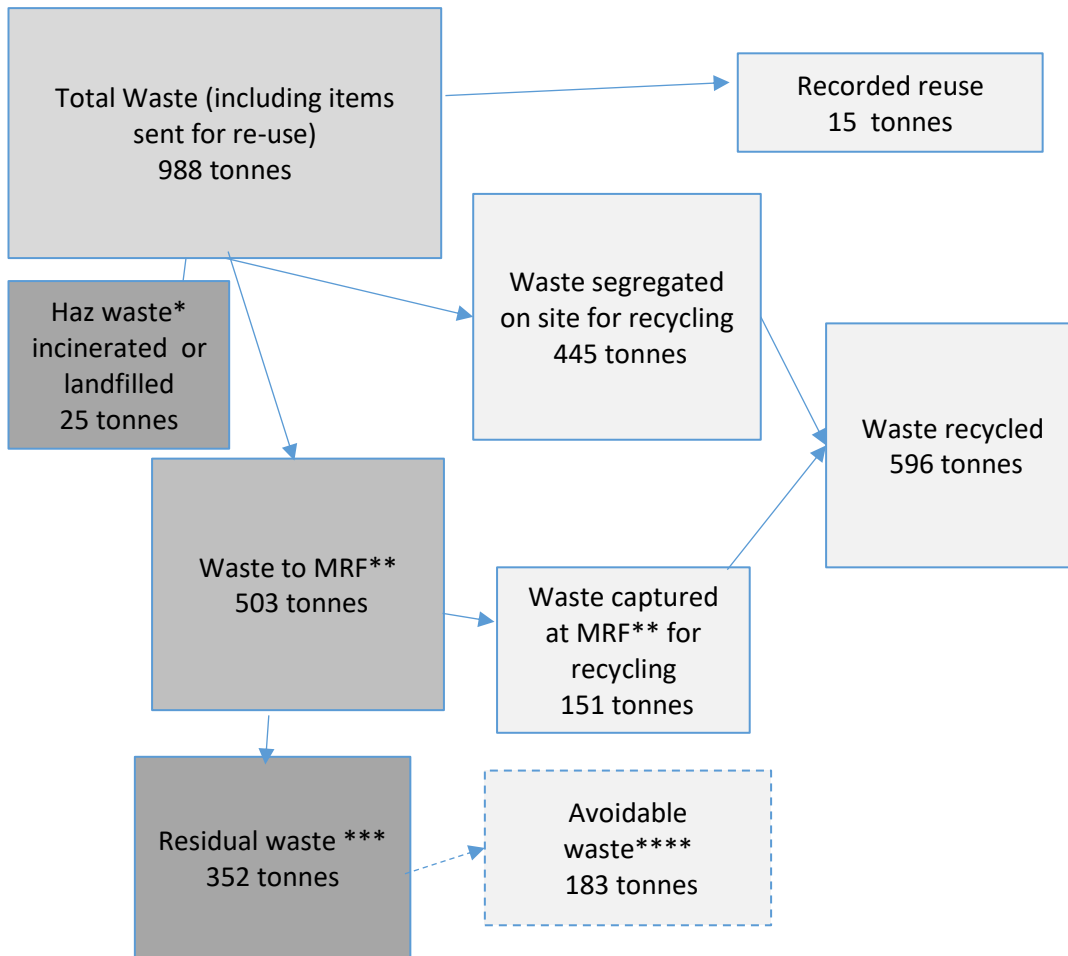 Total Waste (including items
sent for re-use)
988 tonnes
Recorded reuse
15 tonnes
Waste segregated
on site for recycling
445 tonnes
Haz waste*
incinerated or
landfilled
25 tonnes
Waste recycled
596 tonnes
Waste to MRF**
503 tonnes
Waste captured
at MRF** for
recycling
151 tonnes
Residual waste ***
352 tonnes
Avoidable
waste****
183 tonnes